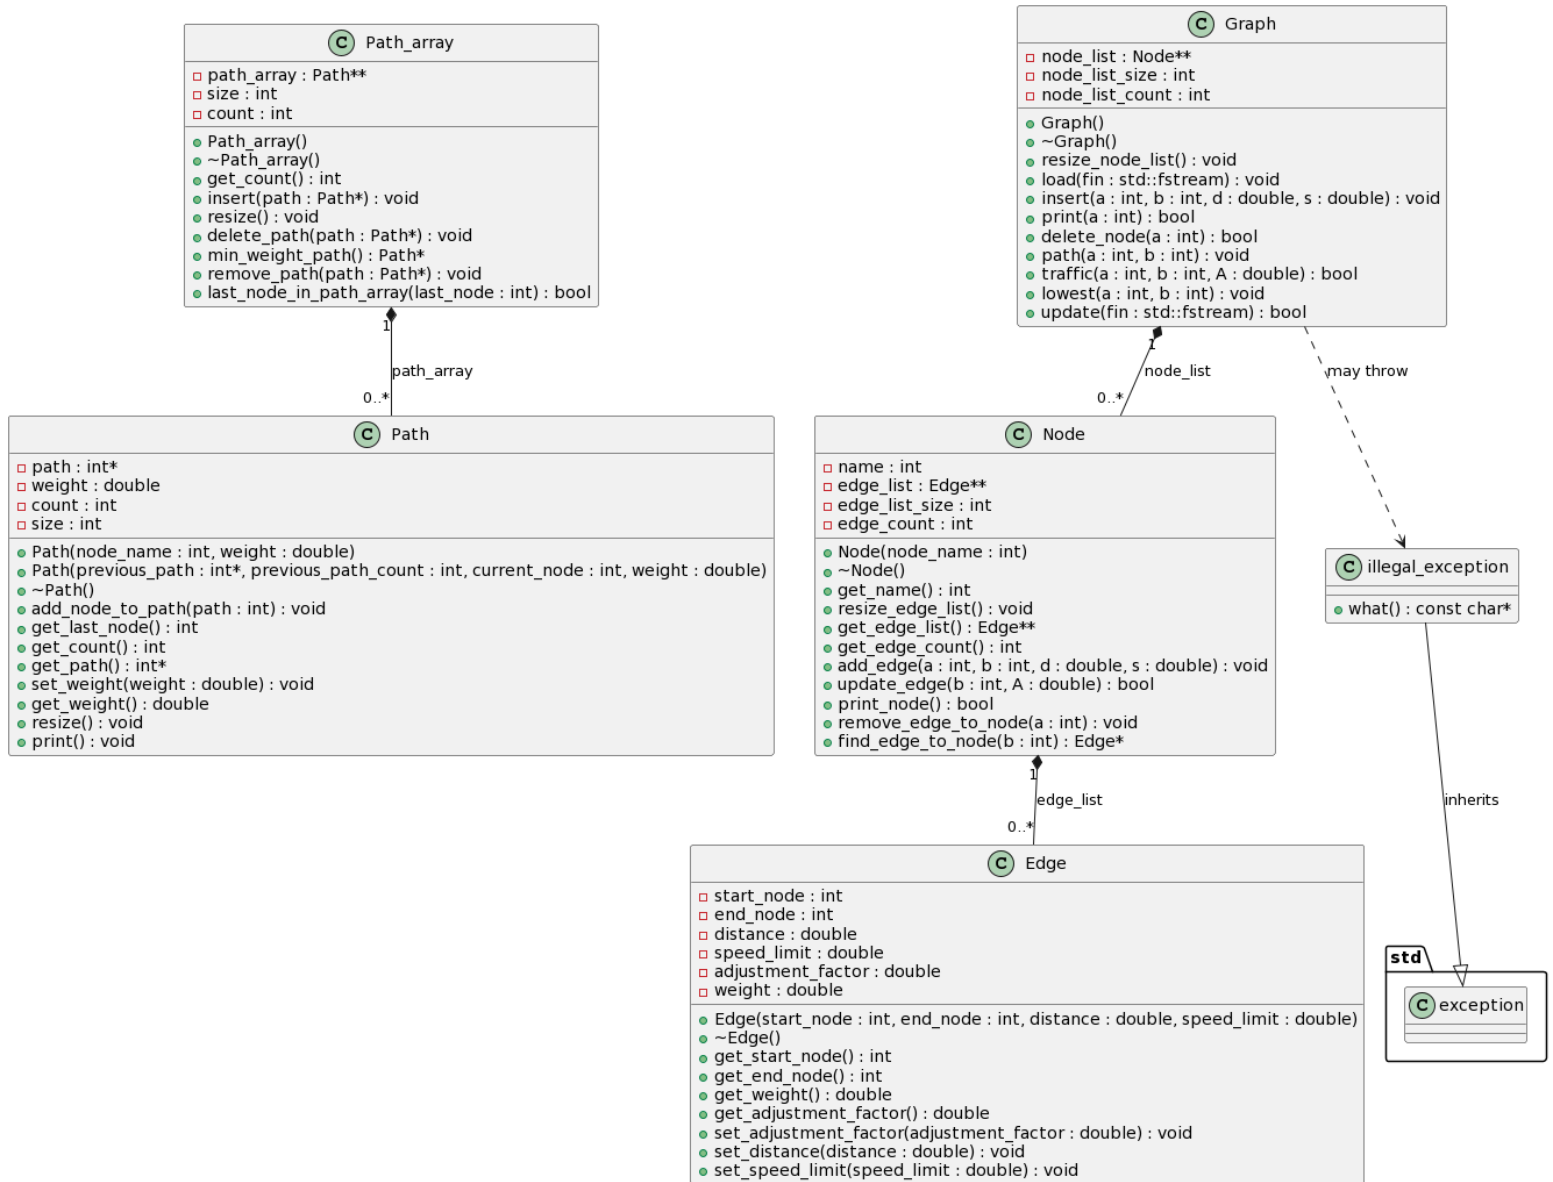 C Path_array
path_array : Path**
size : int
count : int
Path_array()
~Path_array()
get_count() : int
insert(path : Path*) : void
resize() : void
delete_path(path : Path*) : void
min_weight_path() : Path*
remove_path(path : Path*) : void
last_node_in_path_array(last_node : int) : bool
C Graph
node_list : Node**
node_list_size : int
node_list_count : int
Graph()
~Graph()
resize_node_list() : void
load(fin : std::fstream) : void
insert(a : int, b : int, d : double, s : double) : void
print(a : int) : bool
delete_node(a : int) : bool
path(a : int, b : int) : void
traffic(a : int, b : int, A : double) : bool
lowest(a : int, b : int) : void
update(fin : std::fstream) : bool
1
path_array
0..*
1
node_list
0..*
may throw
C Path
path : int*
weight : double
count : int
size : int
Path(node_name : int, weight : double)
Path(previous_path : int*, previous_path_count : int, current_node : int, weight : double)
~Path()
add_node_to_path(path : int) : void
get_last_node() : int
get_count() : int
get_path() : int*
set_weight(weight : double) : void
get_weight() : double
resize() : void
print() : void
C Node
name : int
edge_list : Edge**
edge_list_size : int
edge_count : int
Node(node_name : int)
~Node()
get_name() : int
resize_edge_list() : void
get_edge_list() : Edge**
get_edge_count() : int
add_edge(a : int, b : int, d : double, s : double) : void
update_edge(b : int, A : double) : bool
print_node() : bool
remove_edge_to_node(a : int) : void
find_edge_to_node(b : int) : Edge*
C illegal_exception
what() : const char*
1
edge_list
0..*
inherits
C Edge
start_node : int
end_node : int
distance : double
speed_limit : double
adjustment_factor : double
weight : double
Edge(start_node : int, end_node : int, distance : double, speed_limit : double)
~Edge()
get_start_node() : int
get_end_node() : int
get_weight() : double
get_adjustment_factor() : double
set_adjustment_factor(adjustment_factor : double) : void
set_distance(distance : double) : void
set_speed_limit(speed_limit : double) : void
std
C exception